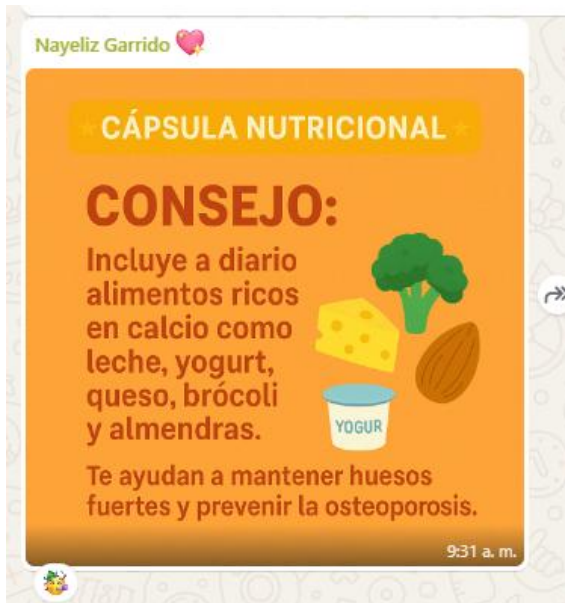 Nayeliz Garrido 💖
CÁPSULA NUTRICIONAL
CONSEJO:
Incluye a diario
alimentos ricos
en calcio como
leche, yogurt,
queso, brócoli
y almendras.
YOGUR
Te ayudan a mantener huesos
fuertes y prevenir la osteoporosis.
9:31 a. m.